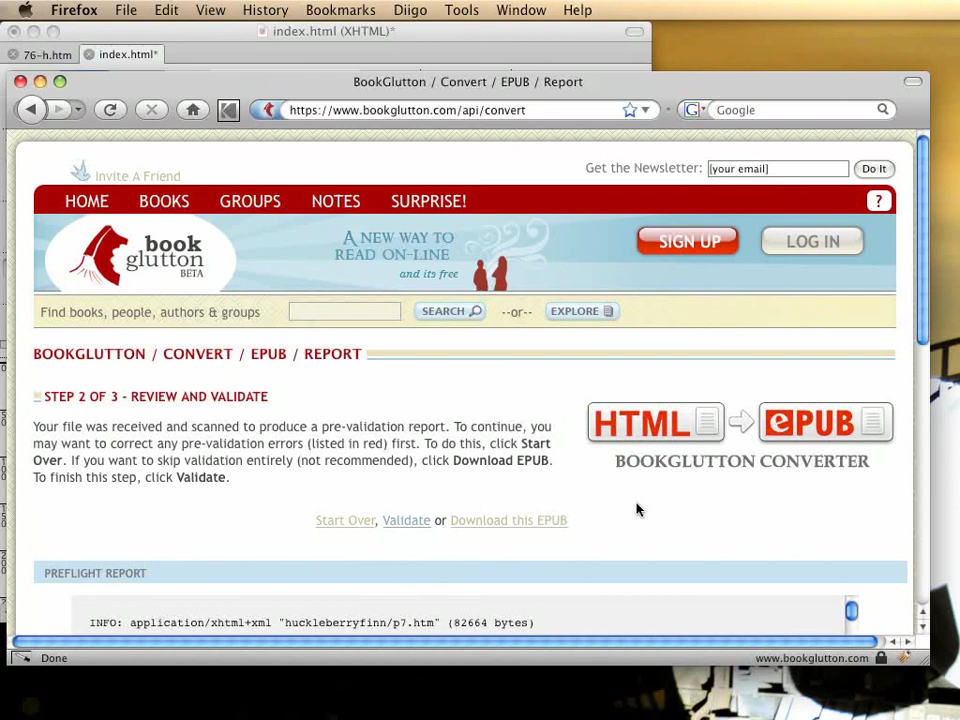 Firefox File Edit View History Bookmarks Diigo Tools Window Help
index.html (XHTML)*
76-h.htm index.html*
BookGlutton / Convert / EPUB / Report
https://www.bookglutton.com/api/convert
G Google
Invite A Friend
Get the Newsletter: [your email] Do It
HOME BOOKS GROUPS NOTES SURPRISE! ?
book
glutton
BETA
A NEW WAY TO
READ ON-LINE
and its free
SIGN UP LOG IN
Find books, people, authors & groups SEARCH --or-- EXPLORE
BOOKGLUTTON / CONVERT / EPUB / REPORT
STEP 2 OF 3 - REVIEW AND VALIDATE
Your file was received and scanned to produce a pre-validation report. To continue, you
may want to correct any pre-validation errors (listed in red) first. To do this, click Start
Over. If you want to skip validation entirely (not recommended), click Download EPUB.
To finish this step, click Validate.
HTML ePUB
BOOKGLUTTON CONVERTER
Start Over, Validate or Download this EPUB
PREFLIGHT REPORT
INFO: application/xhtml+xml "huckleberryfinn/p7.htm" (82664 bytes)
Done www.bookglutton.com